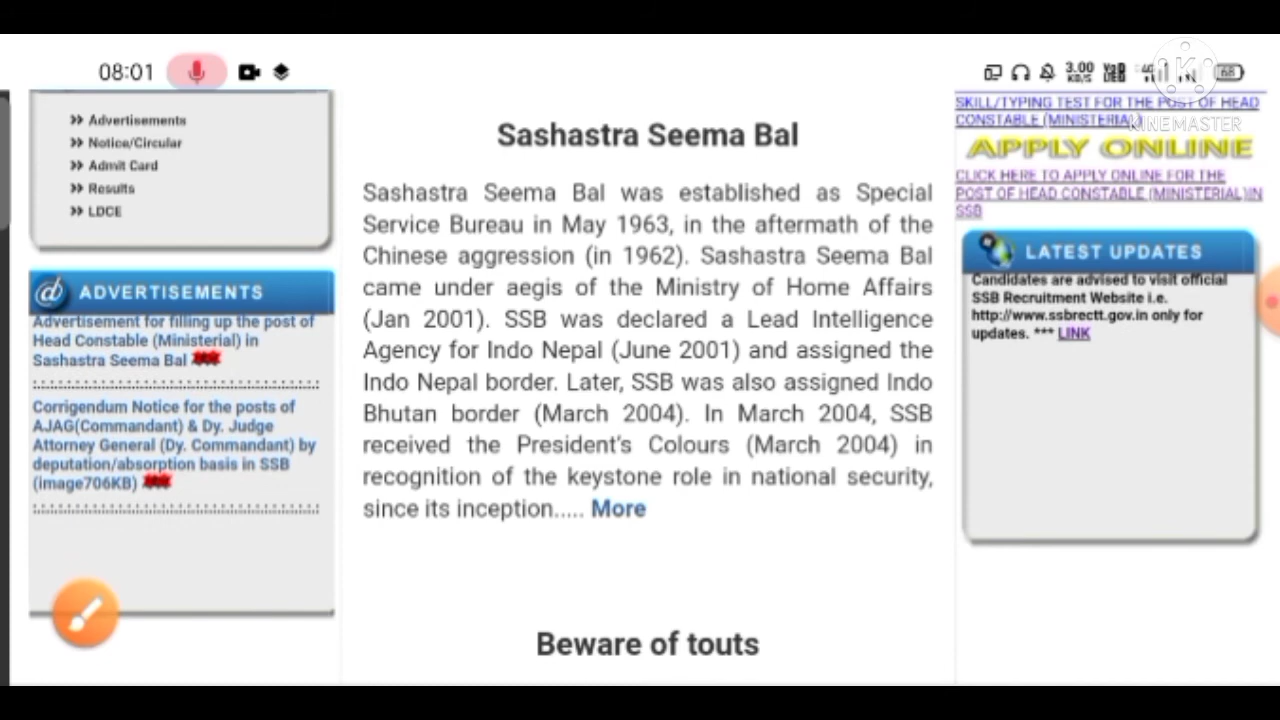 08:01
3.00
KB/S
68
KINEMASTER
>> Advertisements
>> Notice/Circular
>> Admit Card
>> Results
>> LDCE
ADVERTISEMENTS
Advertisement for filling up the post of
Head Constable (Ministerial) in
Sashastra Seema Bal
Corrigendum Notice for the posts of
AJAG(Commandant) & Dy. Judge
Attorney General (Dy. Commandant) by
deputation/absorption basis in SSB
(image706KB)
Sashastra Seema Bal
Sashastra Seema Bal was established as Special
Service Bureau in May 1963, in the aftermath of the
Chinese aggression (in 1962). Sashastra Seema Bal
came under aegis of the Ministry of Home Affairs
(Jan 2001). SSB was declared a Lead Intelligence
Agency for Indo Nepal (June 2001) and assigned the
Indo Nepal border. Later, SSB was also assigned Indo
Bhutan border (March 2004). In March 2004, SSB
received the President's Colours (March 2004) in
recognition of the keystone role in national security,
since its inception..... More
Beware of touts
SKILL/TYPING TEST FOR THE POST OF HEAD
CONSTABLE (MINISTERIAL)
APPLY ONLINE
CLICK HERE TO APPLY ONLINE FOR THE
POST OF HEAD CONSTABLE (MINISTERIAL)IN
SSB
LATEST UPDATES
Candidates are advised to visit official
SSB Recruitment Website i.e.
http://www.ssbrectt.gov.in only for
updates. *** LINK